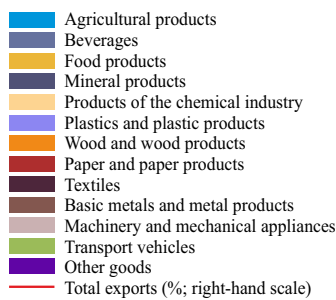 Agricultural products
Beverages
Food products
Mineral products
Products of the chemical industry
Plastics and plastic products
Wood and wood products
Paper and paper products
Textiles
Basic metals and metal products
Machinery and mechanical appliances
Transport vehicles
Other goods
Total exports (%; right-hand scale)